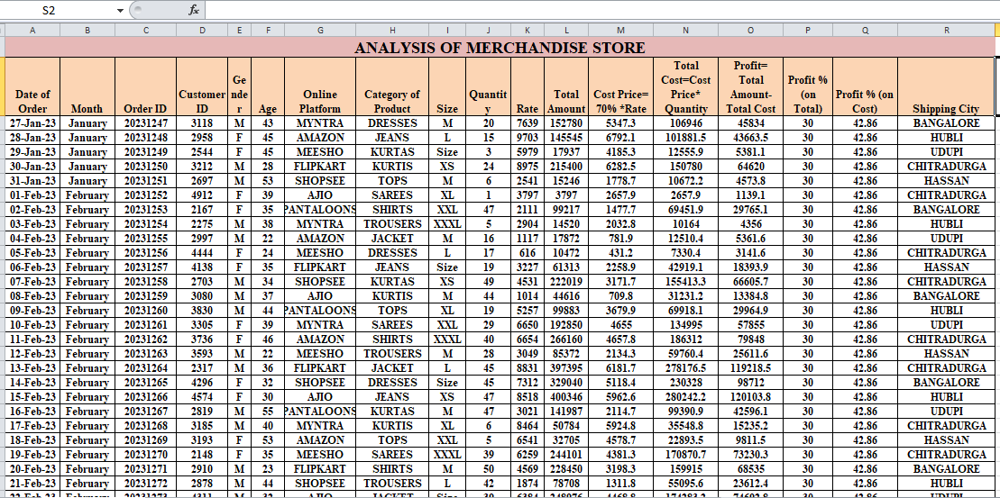 S2 fx
A B C D E F G H I J K L M N O P Q R
ANALYSIS OF MERCHANDISE STORE
Date of Order Month Order ID Customer ID Gender Age Online Platform Category of Product Size Quantity Rate Total Amount Cost Price= 70% *Rate Total Cost=Cost Price* Quantity Profit= Total Amount- Total Cost Profit % (on Total) Profit % (on Cost) Shipping City
27-Jan-23 January 20231247 3118 M 43 MYNTRA DRESSES M 20 7639 152780 5347.3 106946 45834 30 42.86 BANGALORE
28-Jan-23 January 20231248 2958 F 45 AMAZON JEANS L 15 9703 145545 6792.1 101881.5 43663.5 30 42.86 HUBLI
29-Jan-23 January 20231249 2544 F 45 MEESHO KURTAS Size 3 5979 17937 4185.3 12555.9 5381.1 30 42.86 UDUPI
30-Jan-23 January 20231250 3212 M 28 FLIPKART KURTIS XS 24 8975 215400 6282.5 150780 64620 30 42.86 CHITRADURGA
31-Jan-23 January 20231251 2697 M 53 SHOPSEE TOPS M 6 2541 15246 1778.7 10672.2 4573.8 30 42.86 HASSAN
01-Feb-23 February 20231252 4912 F 39 AJIO SAREES XL 1 3797 3797 2657.9 2657.9 1139.1 30 42.86 CHITRADURGA
02-Feb-23 February 20231253 2167 F 35 PANTALOONS SHIRTS XXL 47 2111 99217 1477.7 69451.9 29765.1 30 42.86 BANGALORE
03-Feb-23 February 20231254 2275 M 38 MYNTRA TROUSERS XXXL 5 2904 14520 2032.8 10164 4356 30 42.86 HUBLI
04-Feb-23 February 20231255 2997 M 22 AMAZON JACKET M 16 1117 17872 781.9 12510.4 5361.6 30 42.86 UDUPI
05-Feb-23 February 20231256 4444 F 24 MEESHO DRESSES L 17 616 10472 431.2 7330.4 3141.6 30 42.86 CHITRADURGA
06-Feb-23 February 20231257 4138 F 35 FLIPKART JEANS Size 19 3227 61313 2258.9 42919.1 18393.9 30 42.86 HASSAN
07-Feb-23 February 20231258 2703 M 34 SHOPSEE KURTAS XS 49 4531 222019 3171.7 155413.3 66605.7 30 42.86 CHITRADURGA
08-Feb-23 February 20231259 3080 M 37 AJIO KURTIS M 44 1014 44616 709.8 31231.2 13384.8 30 42.86 BANGALORE
09-Feb-23 February 20231260 3830 M 44 PANTALOONS TOPS XL 19 5257 99883 3679.9 69918.1 29964.9 30 42.86 HUBLI
10-Feb-23 February 20231261 3305 F 39 MYNTRA SAREES XXL 29 6650 192850 4655 134995 57855 30 42.86 UDUPI
11-Feb-23 February 20231262 3736 F 46 AMAZON SHIRTS XXXL 40 6654 266160 4657.8 186312 79848 30 42.86 CHITRADURGA
12-Feb-23 February 20231263 3593 M 22 MEESHO TROUSERS M 28 3049 85372 2134.3 59760.4 25611.6 30 42.86 HASSAN
13-Feb-23 February 20231264 2317 M 36 FLIPKART JACKET L 45 8831 397395 6181.7 278176.5 119218.5 30 42.86 CHITRADURGA
14-Feb-23 February 20231265 4296 F 32 SHOPSEE DRESSES Size 45 7312 329040 5118.4 230328 98712 30 42.86 BANGALORE
15-Feb-23 February 20231266 4574 F 30 AJIO JEANS XS 47 8518 400346 5962.6 280242.2 120103.8 30 42.86 HUBLI
16-Feb-23 February 20231267 2819 M 55 PANTALOONS KURTAS M 47 3021 141987 2114.7 99390.9 42596.1 30 42.86 UDUPI
17-Feb-23 February 20231268 3185 M 40 MYNTRA KURTIS XL 6 8464 50784 5924.8 35548.8 15235.2 30 42.86 CHITRADURGA
18-Feb-23 February 20231269 3193 F 53 AMAZON TOPS XXL 5 6541 32705 4578.7 22893.5 9811.5 30 42.86 HASSAN
19-Feb-23 February 20231270 2148 F 35 MEESHO SAREES XXXL 39 6259 244101 4381.3 170870.7 73230.3 30 42.86 CHITRADURGA
20-Feb-23 February 20231271 2910 M 23 FLIPKART SHIRTS M 50 4569 228450 3198.3 159915 68535 30 42.86 BANGALORE
21-Feb-23 February 20231272 2878 M 44 SHOPSEE TROUSERS L 42 1874 78708 1311.8 55095.6 23612.4 30 42.86 HUBLI